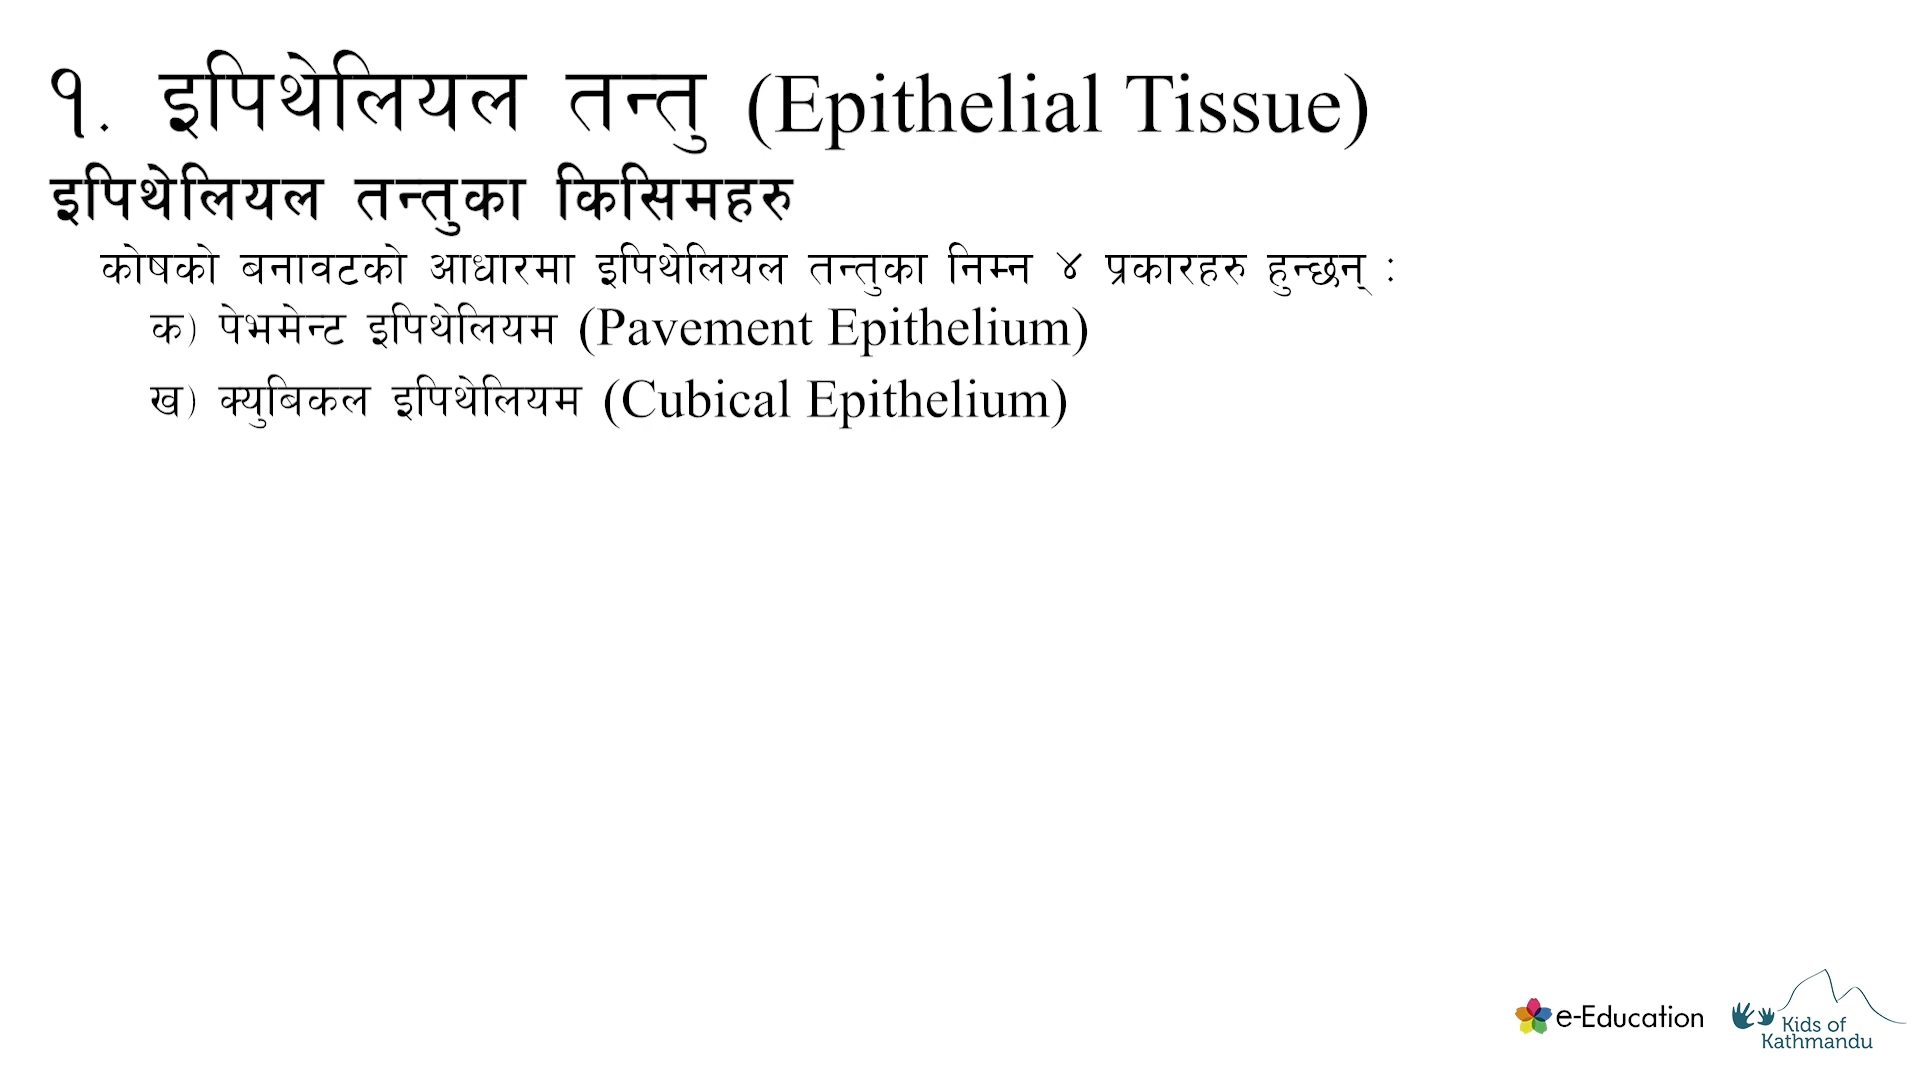 १. इपिथेलियल तन्तु (Epithelial Tissue)
इपिथेलियल तन्तुका किसिमहरु
कोषको बनावटको आधारमा इपिथेलियल तन्तुका निम्न ४ प्रकारहरु हुन्छन् :
क) पेभमेन्ट इपिथेलियम (Pavement Epithelium)
ख) क्युबिकल इपिथेलियम (Cubical Epithelium)
e-Education
Kids of
Kathmandu